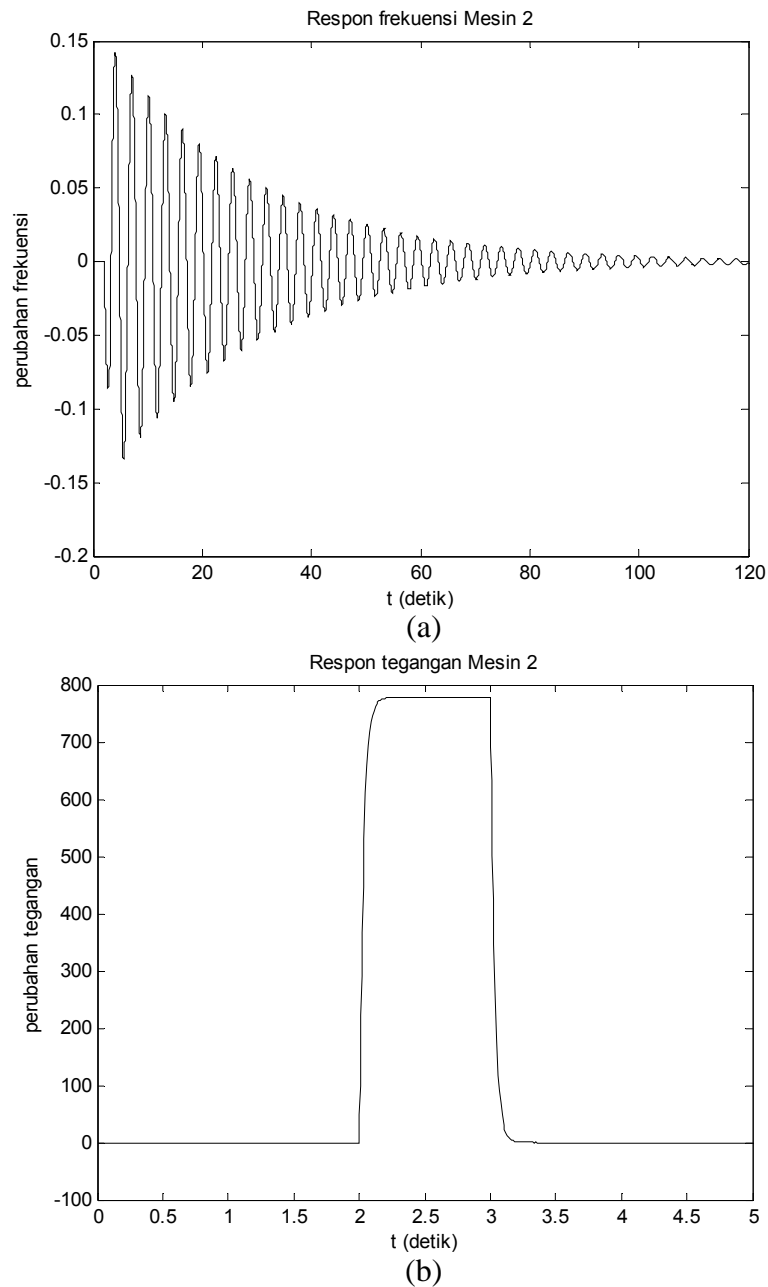 Respon frekuensi Mesin 2
0.15
0.1
0.05
0
-0.05
-0.1
-0.15
-0.2
perubahan frekuensi
0 20 40 60 80 100 120
t (detik)
(a)
Respon tegangan Mesin 2
800
700
600
500
400
300
200
100
0
-100
perubahan tegangan
0 0.5 1 1.5 2 2.5 3 3.5 4 4.5 5
t (detik)
(b)